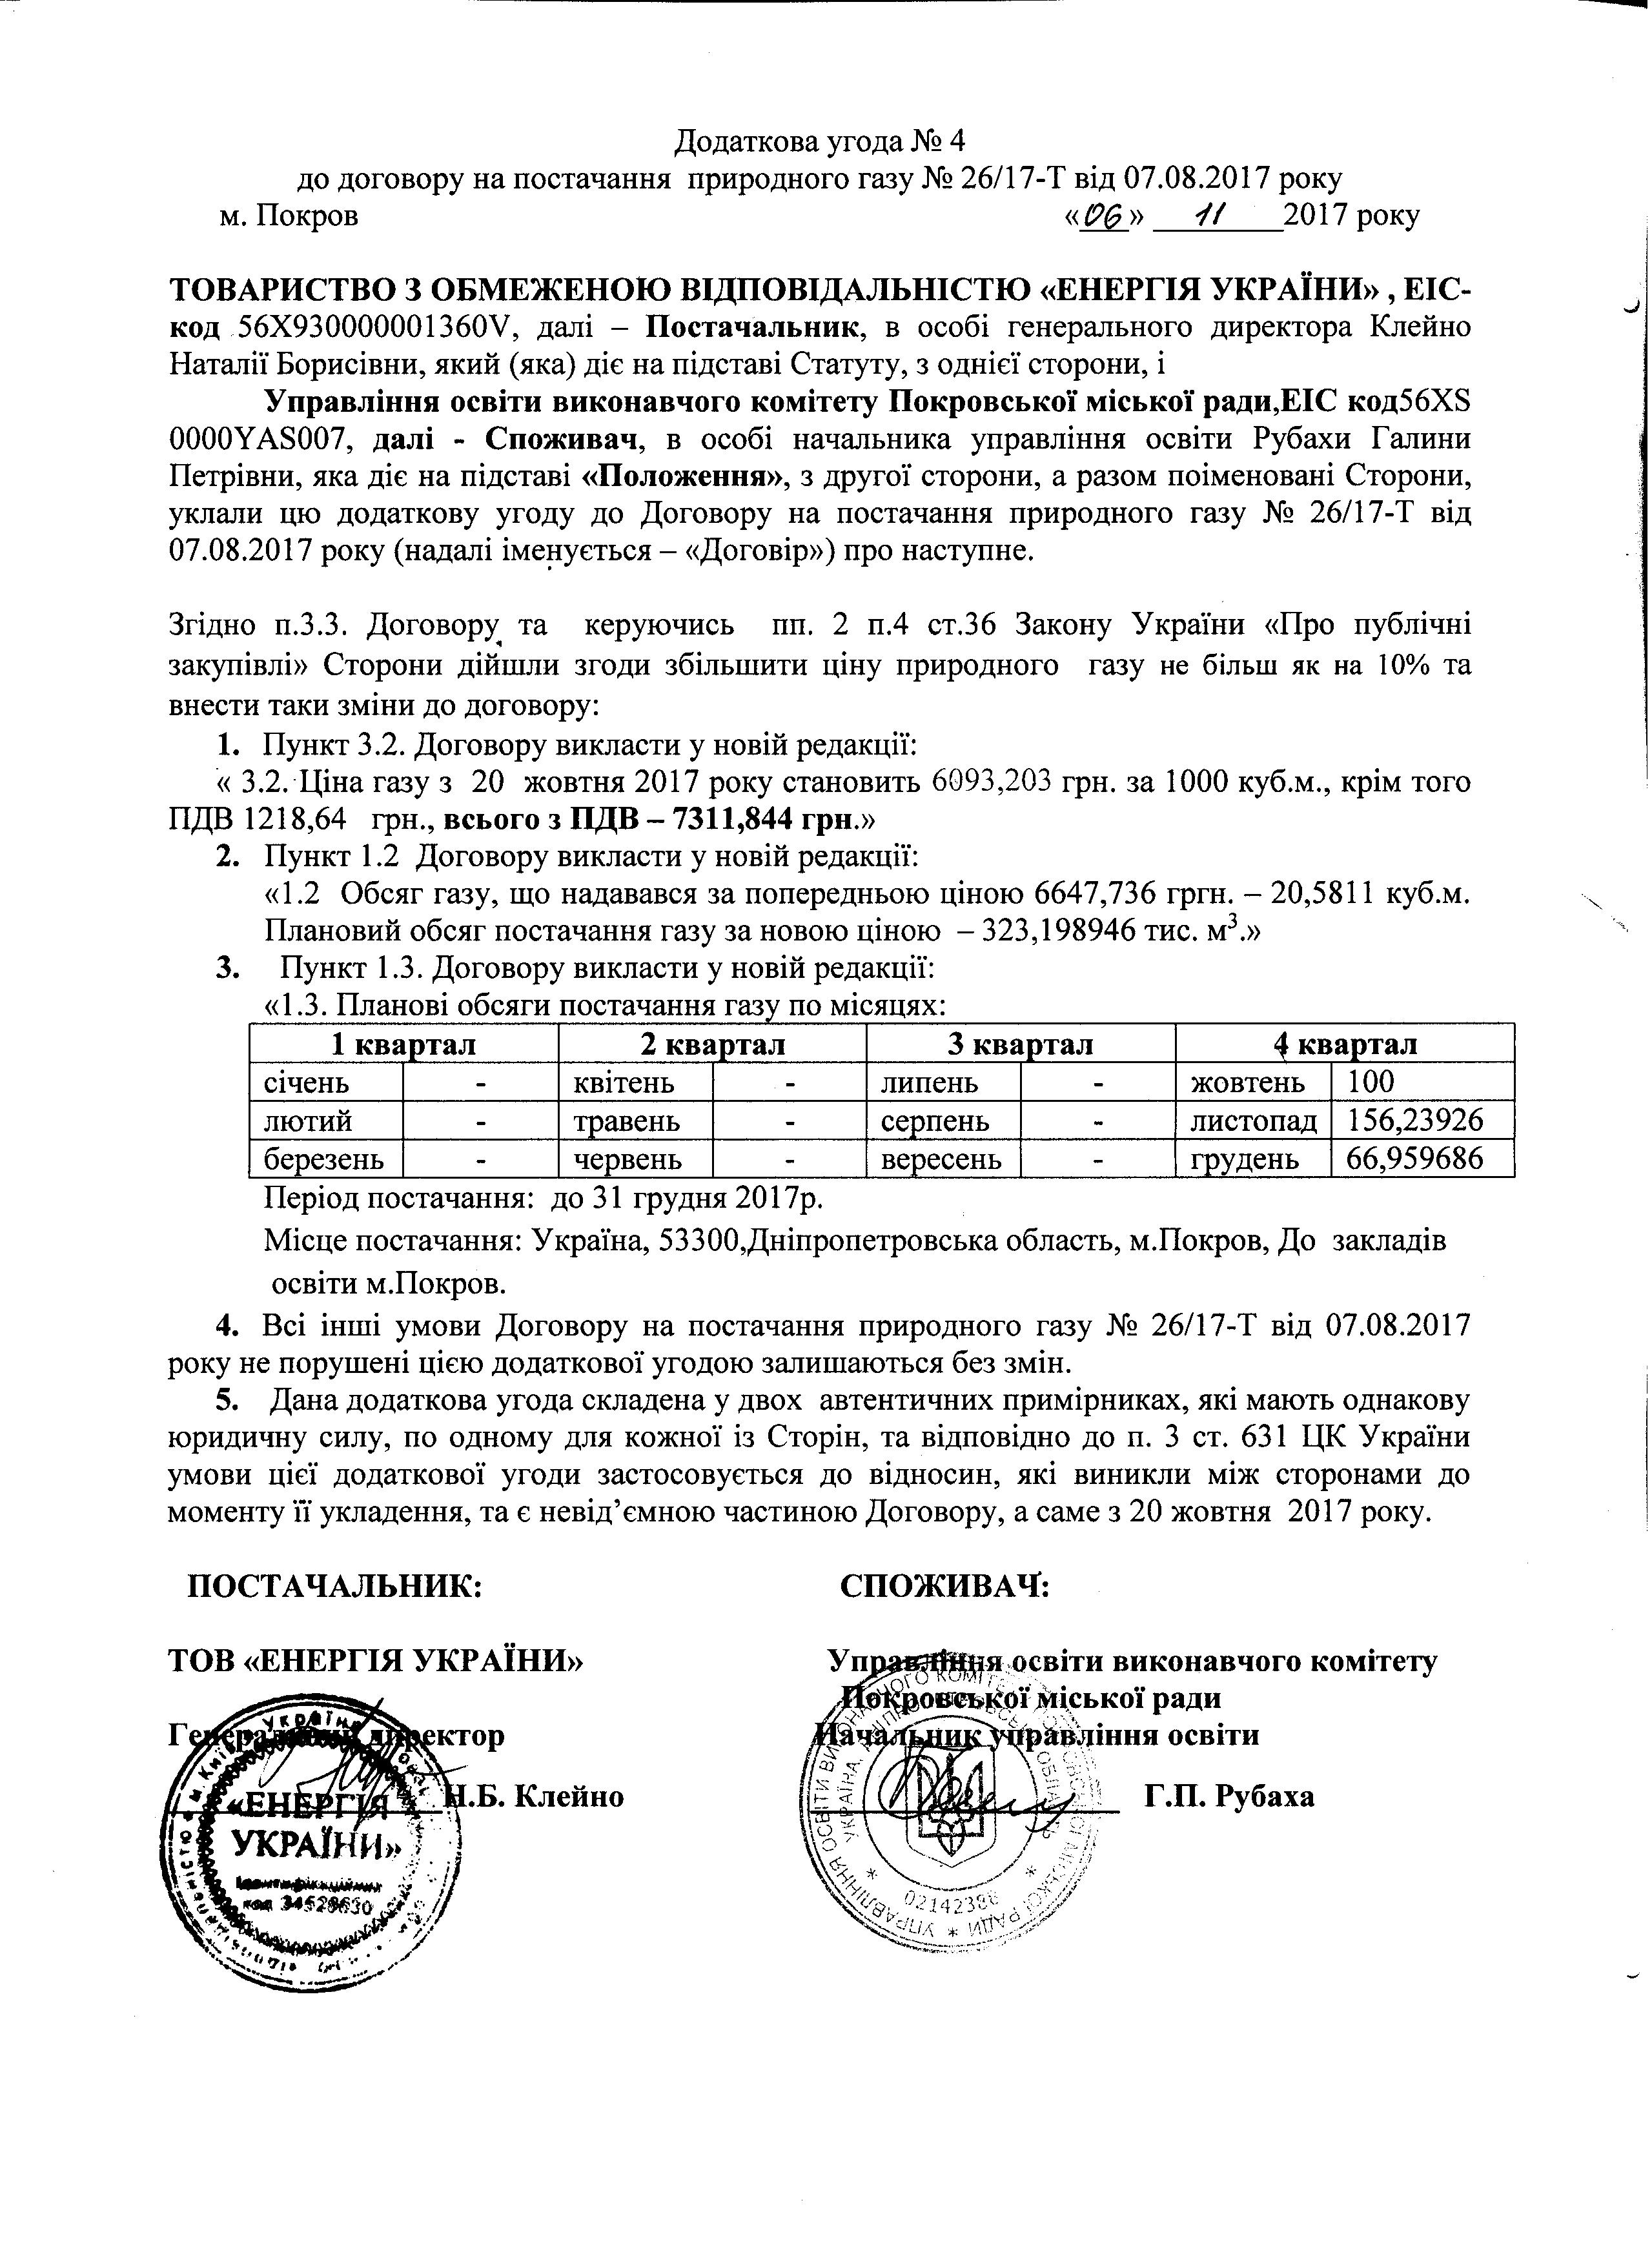 Додаткова угода № 4
до договору на постачання природного газу № 26/17-Т від 07.08.2017 року
м. Покров «06» 11 2017 року
ТОВАРИСТВО З ОБМЕЖЕНОЮ ВІДПОВІДАЛЬНІСТЮ «ЕНЕРГІЯ УКРАЇНИ» , ЕІС-
код 56X930000001360V, далі – Постачальник, в особі генерального директора Клейно
Наталії Борисівни, який (яка) діє на підставі Статуту, з однієї сторони, і
Управління освіти виконавчого комітету Покровської міської ради,ЕІС код56XS
0000YAS007, далі - Споживач, в особі начальника управління освіти Рубахи Галини
Петрівни, яка діє на підставі «Положення», з другої сторони, а разом поіменовані Сторони,
уклали цю додаткову угоду до Договору на постачання природного газу № 26/17-Т від
07.08.2017 року (надалі іменується – «Договір») про наступне.
Згідно п.3.3. Договору та керуючись пп. 2 п.4 ст.36 Закону України «Про публічні
закупівлі» Сторони дійшли згоди збільшити ціну природного газу не більш як на 10% та
внести таки зміни до договору:
1. Пункт 3.2. Договору викласти у новій редакції:
« 3.2. Ціна газу з 20 жовтня 2017 року становить 6093,203 грн. за 1000 куб.м., крім того
ПДВ 1218,64 грн., всього з ПДВ – 7311,844 грн.»
2. Пункт 1.2 Договору викласти у новій редакції:
«1.2 Обсяг газу, що надавався за попередньою ціною 6647,736 гргн. – 20,5811 куб.м.
Плановий обсяг постачання газу за новою ціною – 323,198946 тис. м³.»
3. Пункт 1.3. Договору викласти у новій редакції:
«1.3. Планові обсяги постачання газу по місяцях:
1 квартал 2 квартал 3 квартал 4 квартал
січень - квітень - липень - жовтень 100
лютий - травень - серпень - листопад 156,23926
березень - червень - вересень - грудень 66,959686
Період постачання: до 31 грудня 2017р.
Місце постачання: Україна, 53300,Дніпропетровська область, м.Покров, До закладів
освіти м.Покров.
4. Всі інші умови Договору на постачання природного газу № 26/17-Т від 07.08.2017
року не порушені цією додаткової угодою залишаються без змін.
5. Дана додаткова угода складена у двох автентичних примірниках, які мають однакову
юридичну силу, по одному для кожної із Сторін, та відповідно до п. 3 ст. 631 ЦК України
умови цієї додаткової угоди застосовується до відносин, які виникли між сторонами до
моменту її укладення, та є невід’ємною частиною Договору, а саме з 20 жовтня 2017 року.
ПОСТАЧАЛЬНИК: СПОЖИВАЧ:
ТОВ «ЕНЕРГІЯ УКРАЇНИ» Управління освіти виконавчого комітету
Покровської міської ради
Генеральний директор Начальник управління освіти
Н.Б. Клейно Г.П. Рубаха
«ЕНЕРГІЯ
УКРАЇНИ»
код 34528630